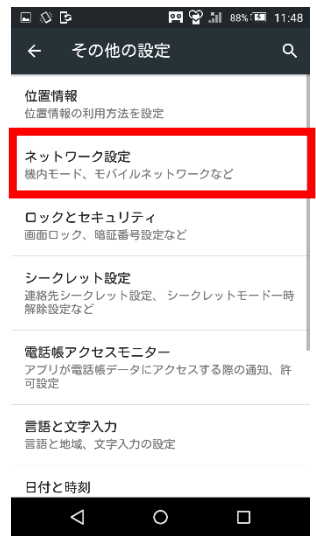 88% 11:48
その他の設定
位置情報
位置情報の利用方法を設定
ネットワーク設定
機内モード、モバイルネットワークなど
ロックとセキュリティ
画面ロック、暗証番号設定など
シークレット設定
連絡先シークレット設定、 シークレットモード一時
解除設定など
電話帳アクセスモニター
アプリが電話帳データにアクセスする際の通知、許
可設定
言語と文字入力
言語と地域、文字入力の設定
日付と時刻